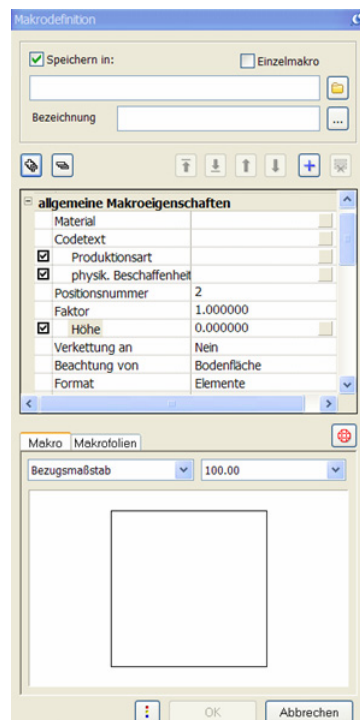 Makrodefinition
Speichern in:
Einzelmakro
Bezeichnung
...
allgemeine Makroeigenschaften
Material
Codetext
Produktionsart
physik. Beschaffenheit
Positionsnummer 2
Faktor 1.000000
Höhe 0.000000
Verkettung an Nein
Beachtung von Bodenfläche
Format Elemente
Makro Makrofolien
Bezugsmaßstab 100.00
OK Abbrechen